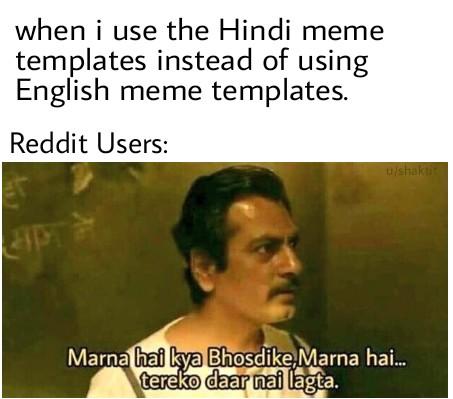 when i use the Hindi meme
templates instead of using
English meme templates.
Reddit Users:
u/shaktit
Marna hai kya Bhosdike,Marna hai...
tereko daar nai lagta.